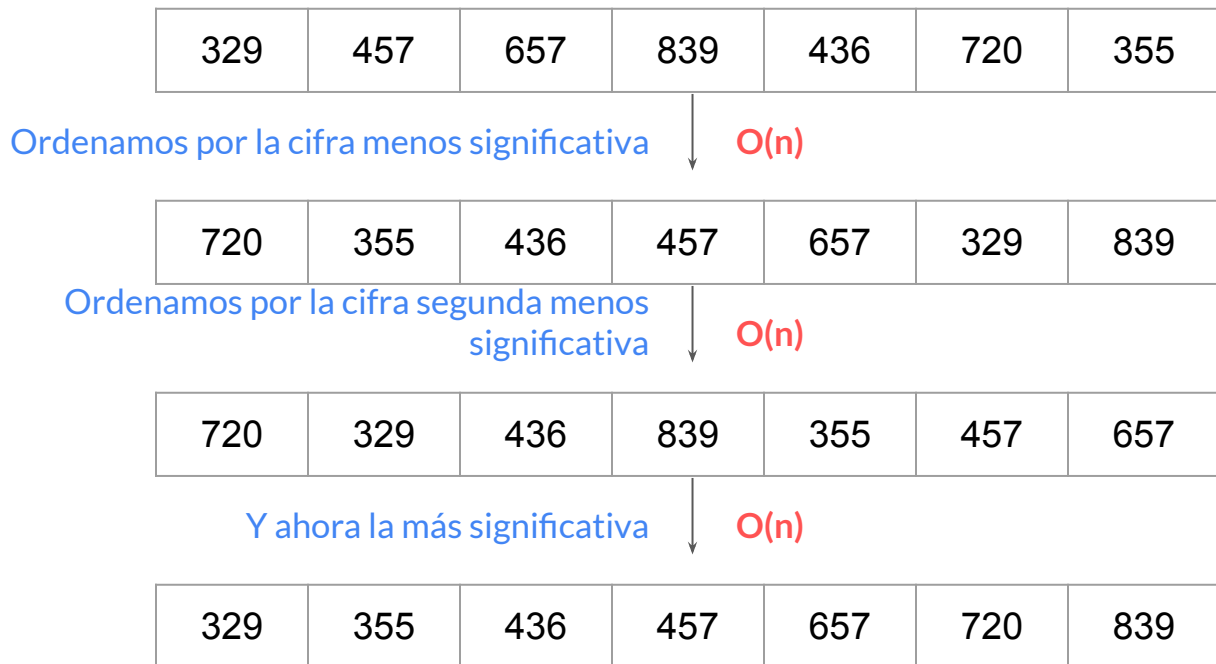 329 457 657 839 436 720 355
Ordenamos por la cifra menos significativa O(n)
720 355 436 457 657 329 839
Ordenamos por la cifra segunda menos
significativa O(n)
720 329 436 839 355 457 657
Y ahora la más significativa O(n)
329 355 436 457 657 720 839